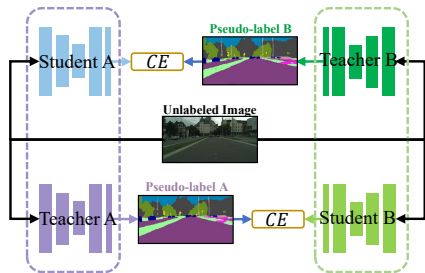 Pseudo-label B
Student A
CE
Teacher B
Unlabeled Image
Pseudo-label A
Teacher A
CE
Student B